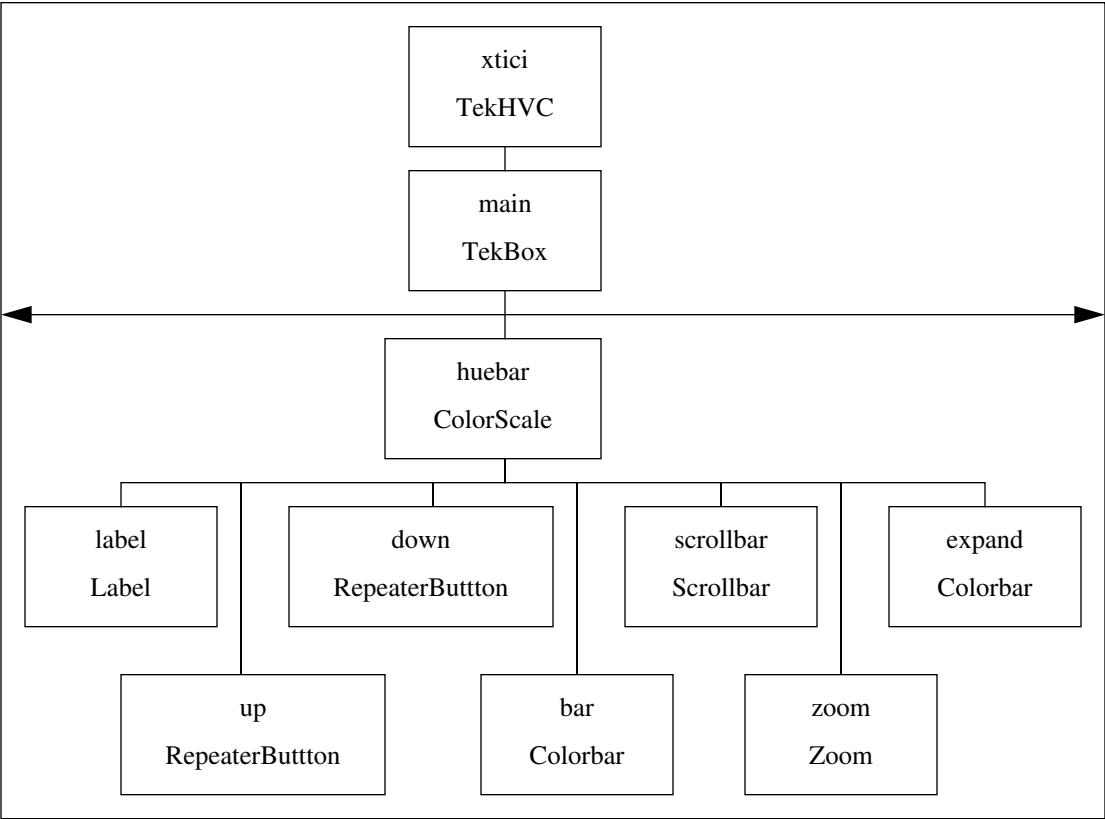 xtici
TekHVC
main
TekBox
huebar
ColorScale
label
Label
down
RepeaterButtton
scrollbar
Scrollbar
expand
Colorbar
up
RepeaterButtton
bar
Colorbar
zoom
Zoom